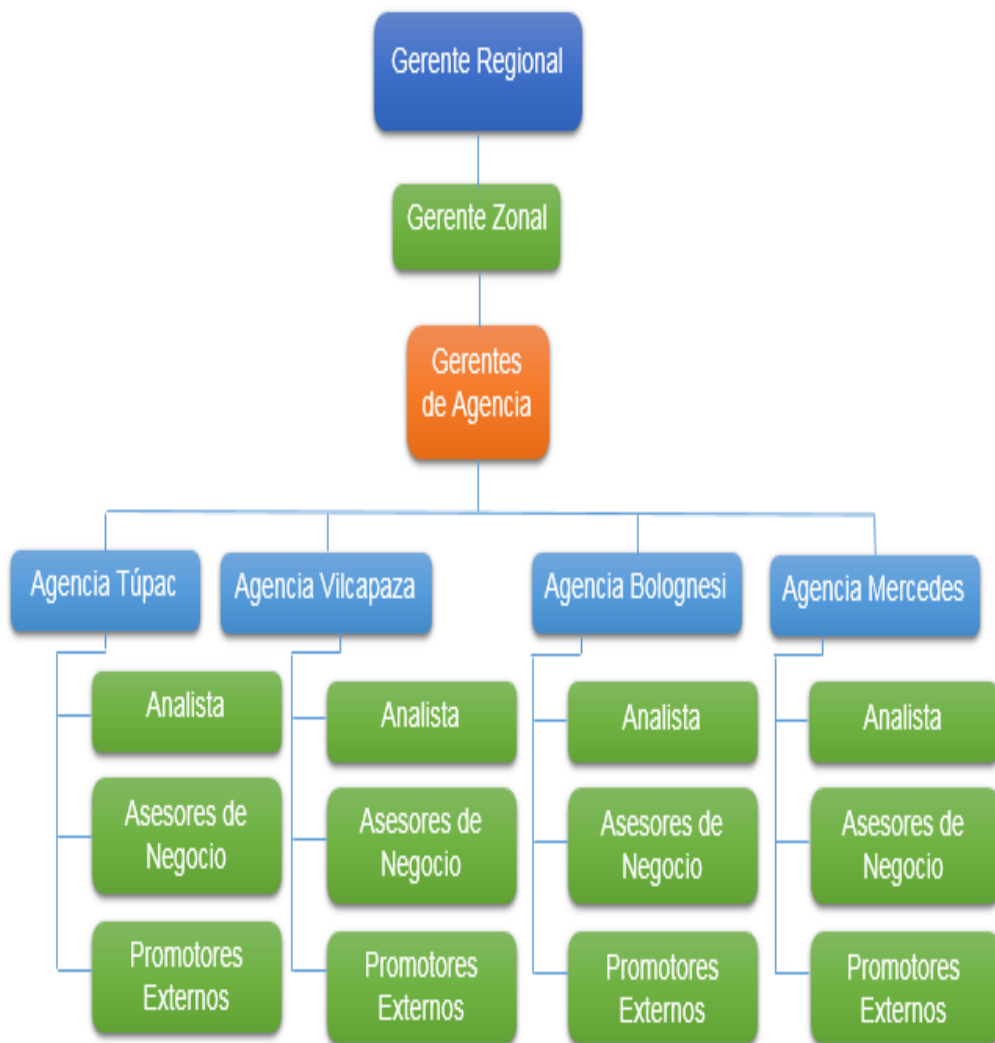 Gerente Regional
Gerente Zonal
Gerentes
de Agencia
Agencia Túpac
Agencia Vilcapaza
Agencia Bolognesi
Agencia Mercedes
Analista
Asesores de
Negocio
Promotores
Externos
Analista
Asesores de
Negocio
Promotores
Externos
Analista
Asesores de
Negocio
Promotores
Externos
Analista
Asesores de
Negocio
Promotores
Externos